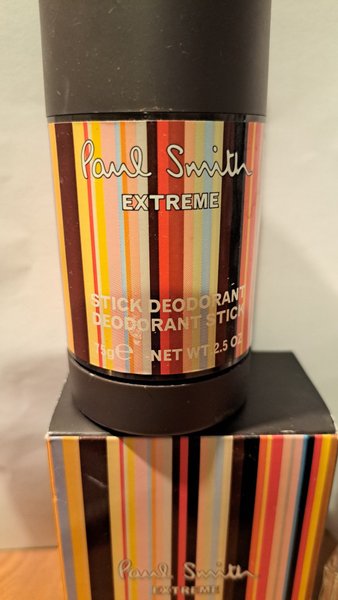 Paul Smith
EXTREME
STICK DEODORANT
DEODORANT STICK
75g℮ NET WT 2.5 OZ
Paul Smith
EXTREME